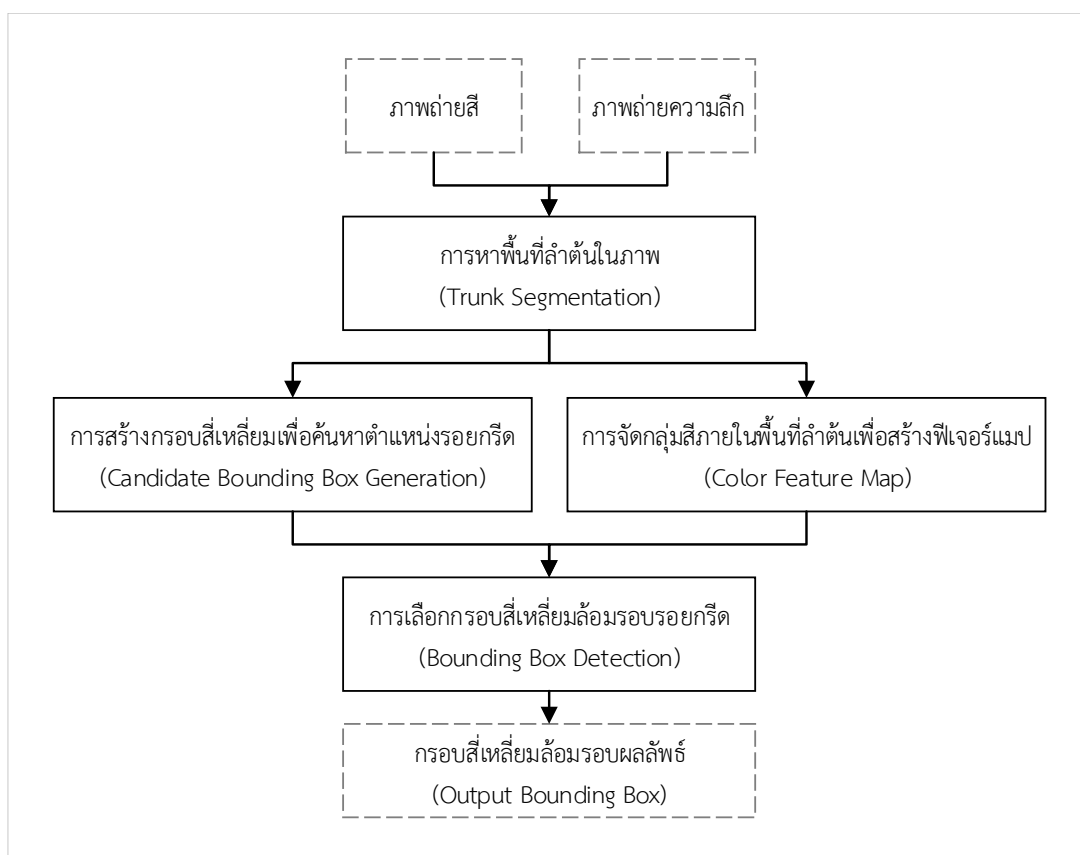 ภาพถ่ายสี
ภาพถ่ายความลึก
การหาพื้นที่ลำต้นในภาพ
(Trunk Segmentation)
การสร้างกรอบสี่เหลี่ยมเพื่อค้นหาตำแหน่งรอยกรีด
(Candidate Bounding Box Generation)
การจัดกลุ่มสีภายในพื้นที่ลำต้นเพื่อสร้างฟีเจอร์แมป
(Color Feature Map)
การเลือกกรอบสี่เหลี่ยมล้อมรอบรอยกรีด
(Bounding Box Detection)
กรอบสี่เหลี่ยมล้อมรอบผลลัพธ์
(Output Bounding Box)